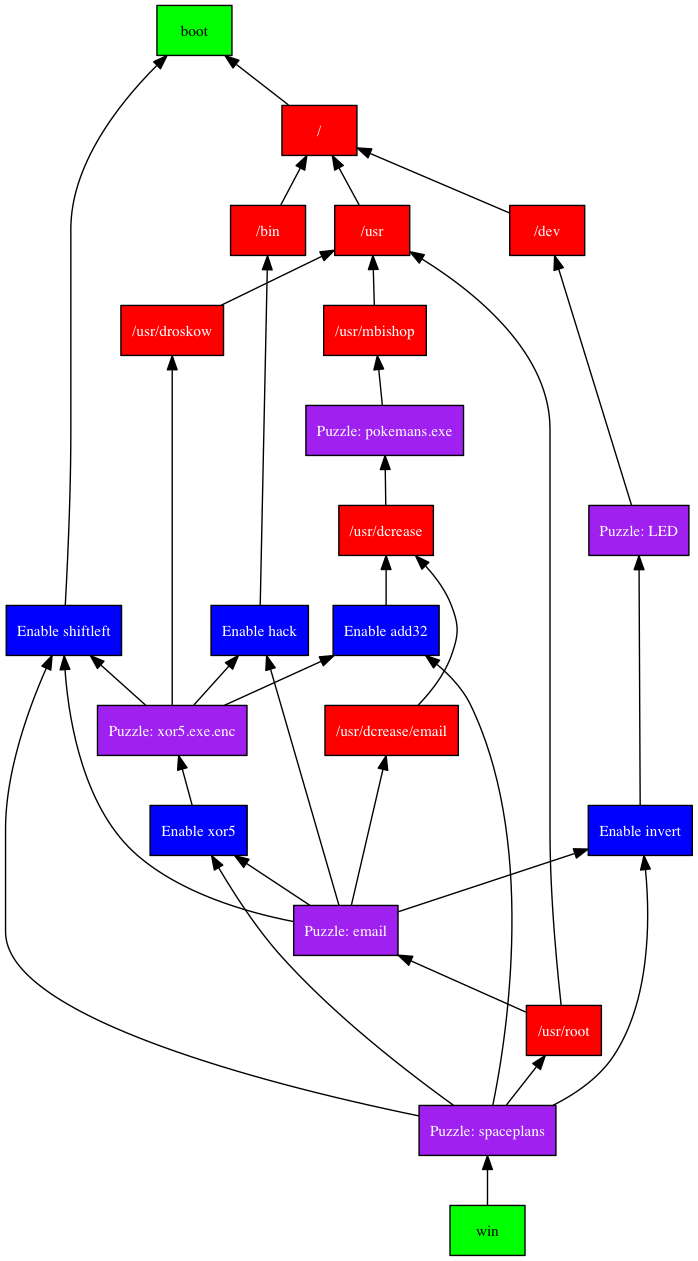 boot
/
/bin
/usr
/dev
/usr/droskow
/usr/mbishop
Puzzle: pokemans.exe
/usr/dcrease
Puzzle: LED
Enable shiftleft
Enable hack
Enable add32
Puzzle: xor5.exe.enc
/usr/dcrease/email
Enable xor5
Enable invert
Puzzle: email
/usr/root
Puzzle: spaceplans
win